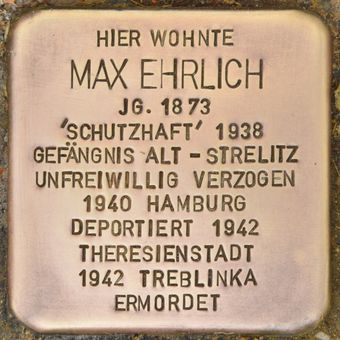 HIER WOHNTE
MAX EHRLICH
JG. 1873
'SCHUTZHAFT' 1938
GEFÄNGNIS ALT - STRELITZ
UNFREIWILLIG VERZOGEN
1940 HAMBURG
DEPORTIERT 1942
THERESIENSTADT
1942 TREBLINKA
ERMORDET